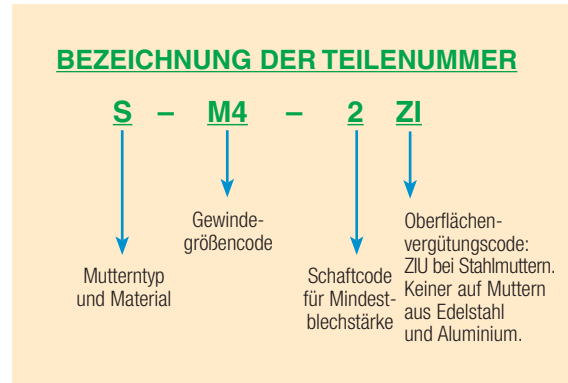 BEZEICHNUNG DER TEILENUMMER
S – M4 – 2 ZI
Gewinde-
größencode
Mutterntyp
und Material
Schaftcode
für Mindest-
blechstärke
Oberflächen-
vergütungscode:
ZIU bei Stahlmuttern.
Keiner auf Muttern
aus Edelstahl
und Aluminium.